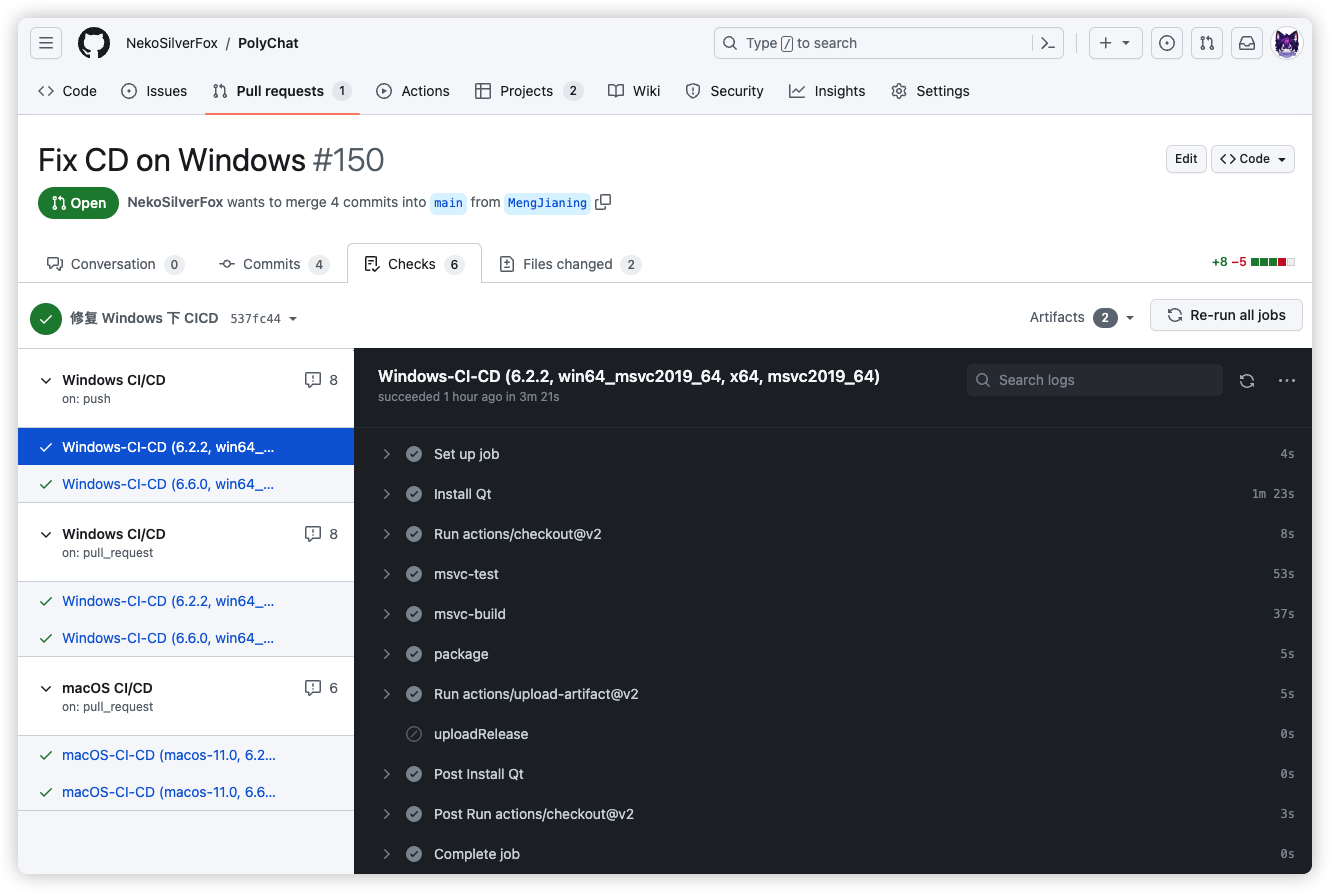 NekoSilverFox / PolyChat
Type / to search
Code
Issues
Pull requests 1
Actions
Projects 2
Wiki
Security
Insights
Settings
Fix CD on Windows #150
Edit
Code
Open
NekoSilverFox wants to merge 4 commits into main from MengJianing
Conversation 0
Commits 4
Checks 6
Files changed 2
+8 −5
修复 Windows 下 CICD 537fc44
Artifacts 2
Re-run all jobs
Windows CI/CD 8
on: push
Windows-CI-CD (6.2.2, win64_...
Windows-CI-CD (6.6.0, win64_...
Windows CI/CD 8
on: pull_request
Windows-CI-CD (6.2.2, win64_...
Windows-CI-CD (6.6.0, win64_...
macOS CI/CD 6
on: pull_request
macOS-CI-CD (macos-11.0, 6.2...
macOS-CI-CD (macos-11.0, 6.6...
Windows-CI-CD (6.2.2, win64_msvc2019_64, x64, msvc2019_64)
succeeded 1 hour ago in 3m 21s
Search logs
Set up job 4s
Install Qt 1m 23s
Run actions/checkout@v2 8s
msvc-test 53s
msvc-build 37s
package 5s
Run actions/upload-artifact@v2 5s
uploadRelease 0s
Post Install Qt 0s
Post Run actions/checkout@v2 3s
Complete job 0s